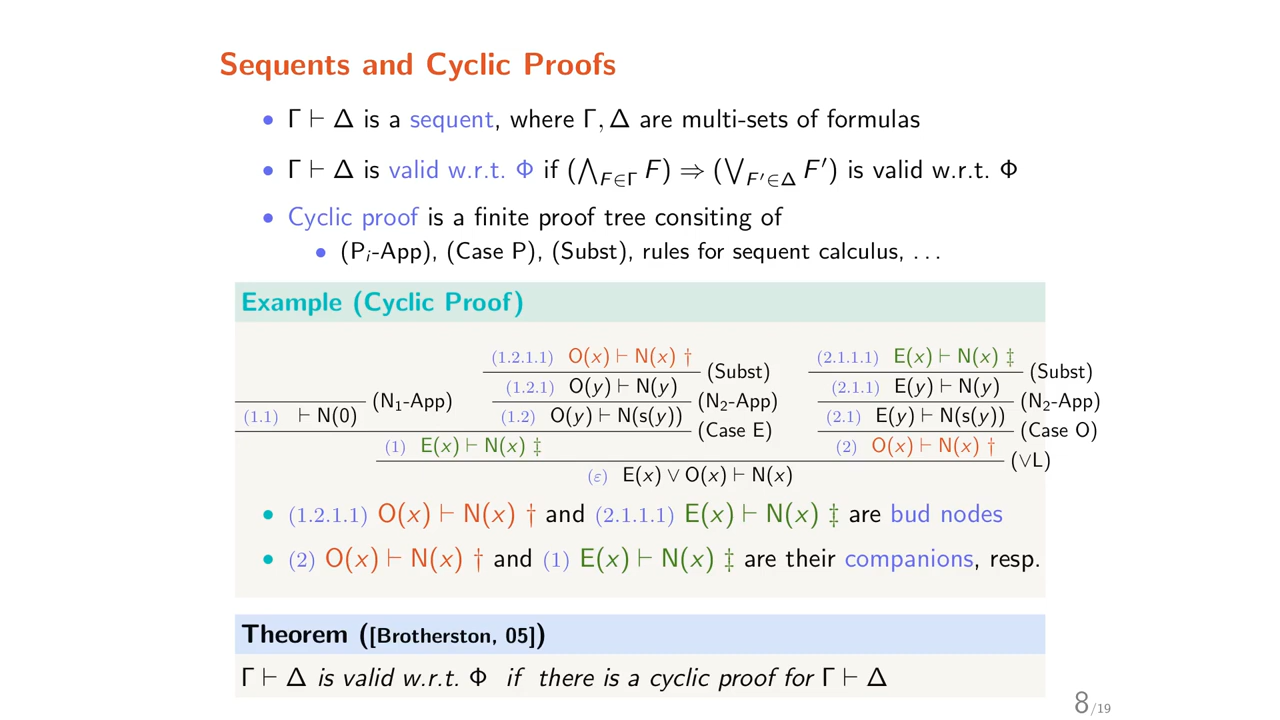 Sequents and Cyclic Proofs
• Γ ⊢ Δ is a sequent, where Γ, Δ are multi-sets of formulas
• Γ ⊢ Δ is valid w.r.t. Φ if (⋀F∈Γ F) ⇒ (⋁F′∈Δ F′) is valid w.r.t. Φ
• Cyclic proof is a finite proof tree consiting of
• (Pᵢ-App), (Case P), (Subst), rules for sequent calculus, ...
Example (Cyclic Proof)
(1.2.1.1) O(x) ⊢ N(x) † (2.1.1.1) E(x) ⊢ N(x) ‡
(Subst) (Subst)
(1.2.1) O(y) ⊢ N(y) (2.1.1) E(y) ⊢ N(y)
(N₁-App) (N₂-App) (N₂-App)
(1.1) ⊢ N(0) (1.2) O(y) ⊢ N(s(y)) (2.1) E(y) ⊢ N(s(y))
(Case E) (Case O)
(1) E(x) ⊢ N(x) ‡ (2) O(x) ⊢ N(x) †
(∨L)
(ε) E(x) ∨ O(x) ⊢ N(x)
• (1.2.1.1) O(x) ⊢ N(x) † and (2.1.1.1) E(x) ⊢ N(x) ‡ are bud nodes
• (2) O(x) ⊢ N(x) † and (1) E(x) ⊢ N(x) ‡ are their companions, resp.
Theorem ([Brotherston, 05])
Γ ⊢ Δ is valid w.r.t. Φ if there is a cyclic proof for Γ ⊢ Δ
8/19